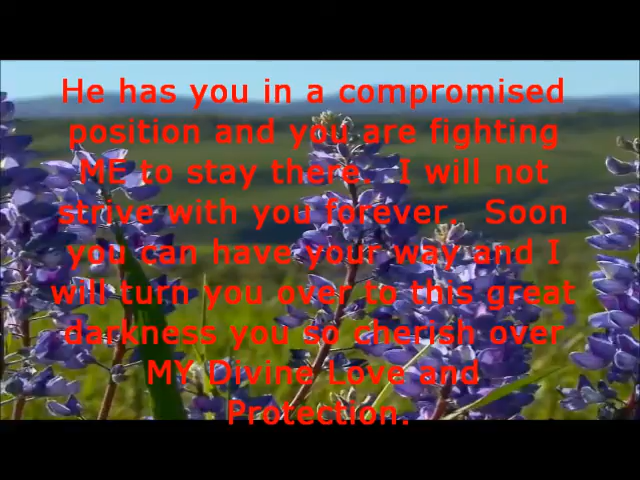 He has you in a compromised
position and you are fighting
ME to stay there.  I will not
strive with you forever.  Soon
you can have your way and I
will turn you over to this great
darkness you so cherish over
MY Divine Love and
Protection.